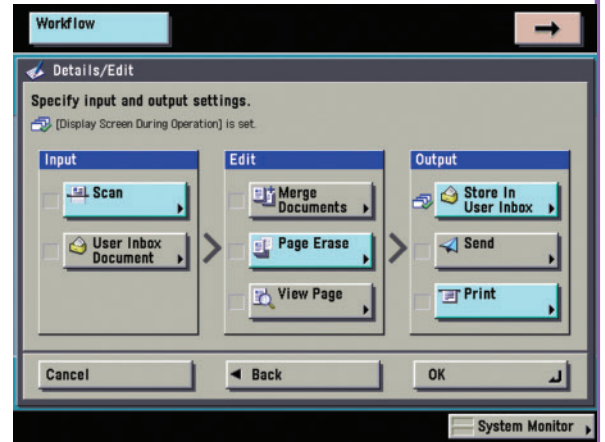 Workflow
Details/Edit
Specify input and output settings.
[Display Screen During Operation] is set.
Input
Scan
User Inbox
Document
Edit
Merge
Documents
Page Erase
View Page
Output
Store In
User Inbox
Send
Print
Cancel
Back
OK
System Monitor